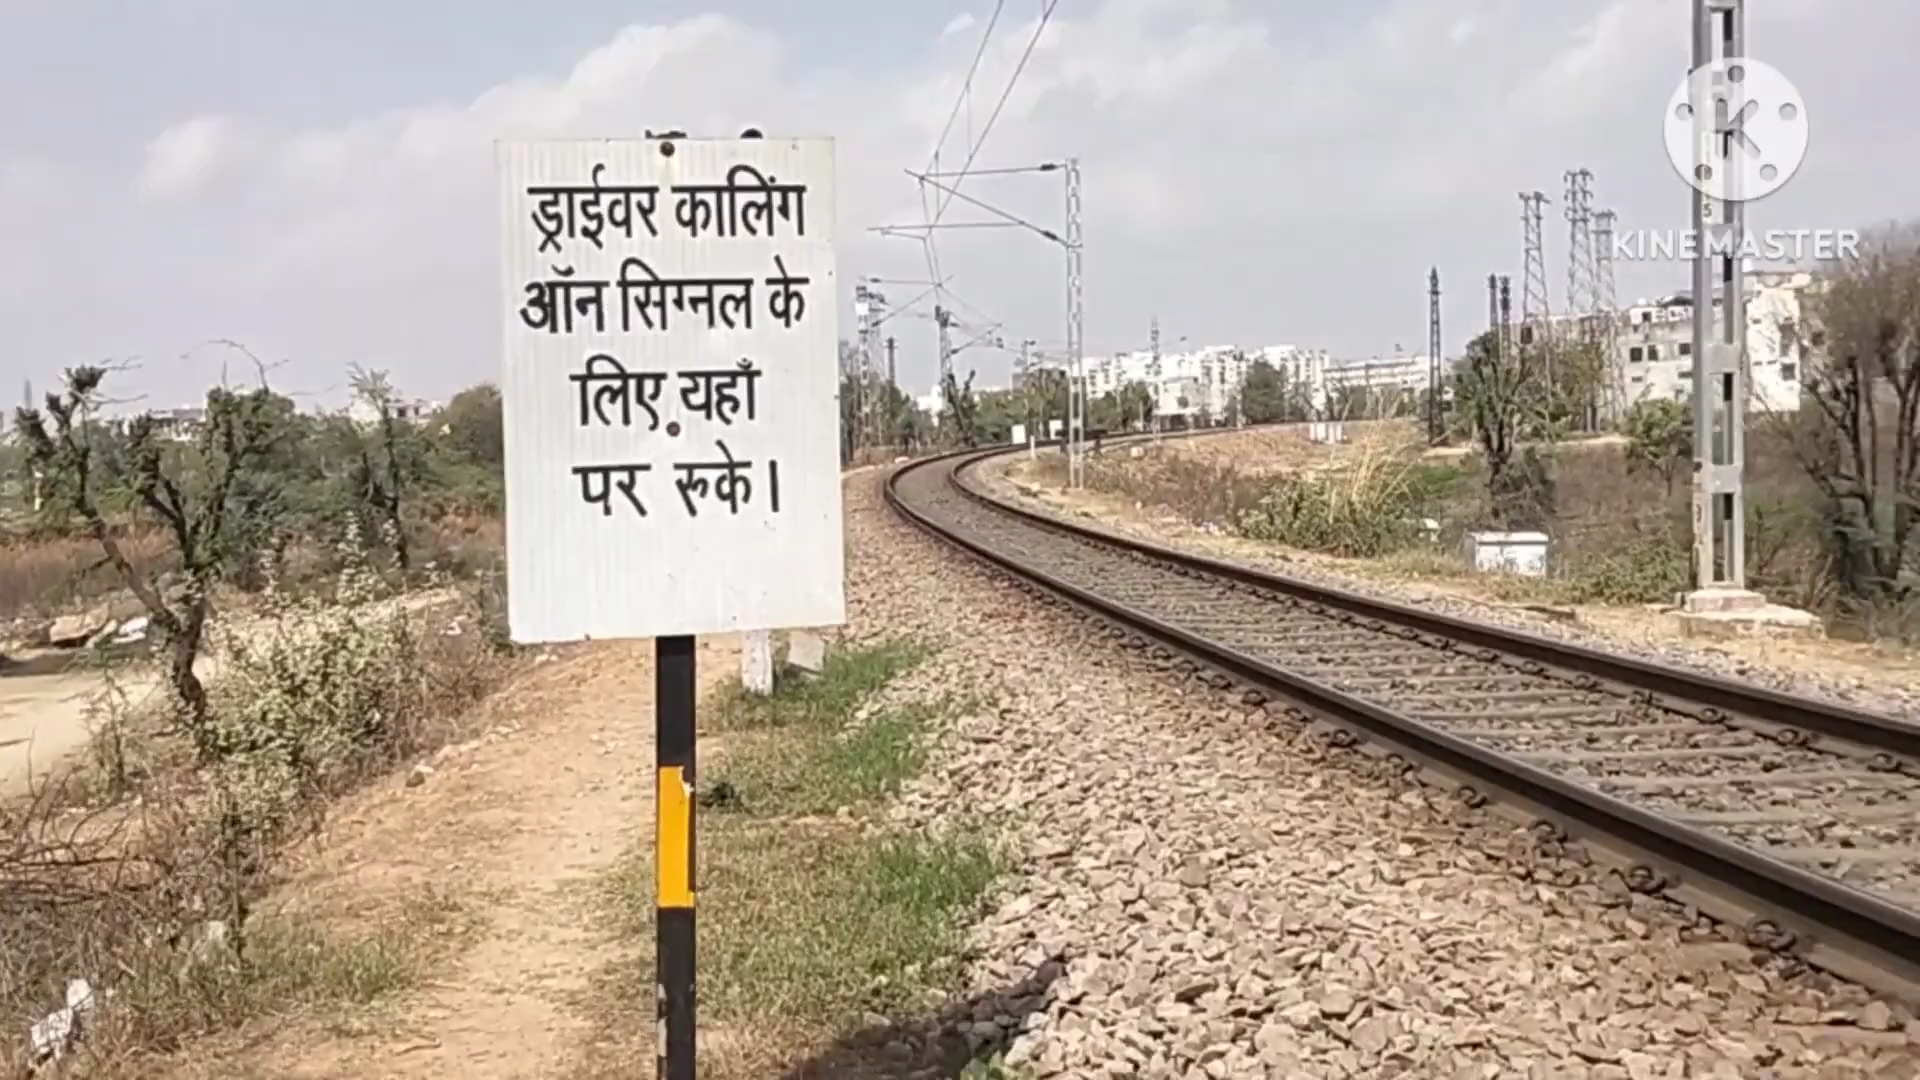 ड्राईवर कालिंग
ऑन सिग्नल के
लिए यहाँ
पर रुके।
KINEMASTER